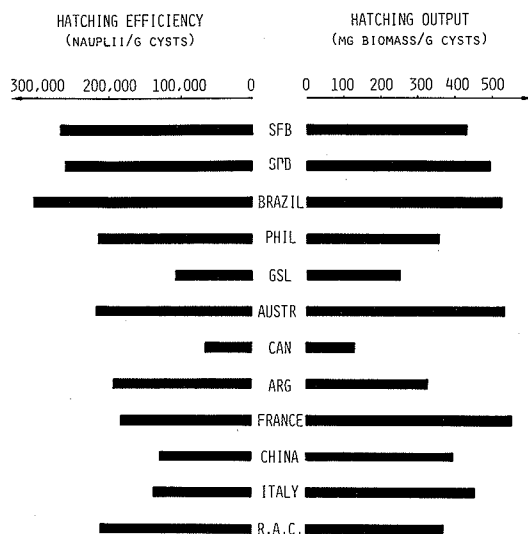 HATCHING EFFICIENCY
(NAUPLII/G CYSTS)
HATCHING OUTPUT
(MG BIOMASS/G CYSTS)
300,000 200,000 100,000 0
0 100 200 300 400 500
SFB
SPB
BRAZIL
PHIL
GSL
AUSTR
CAN
ARG
FRANCE
CHINA
ITALY
R.A.C.